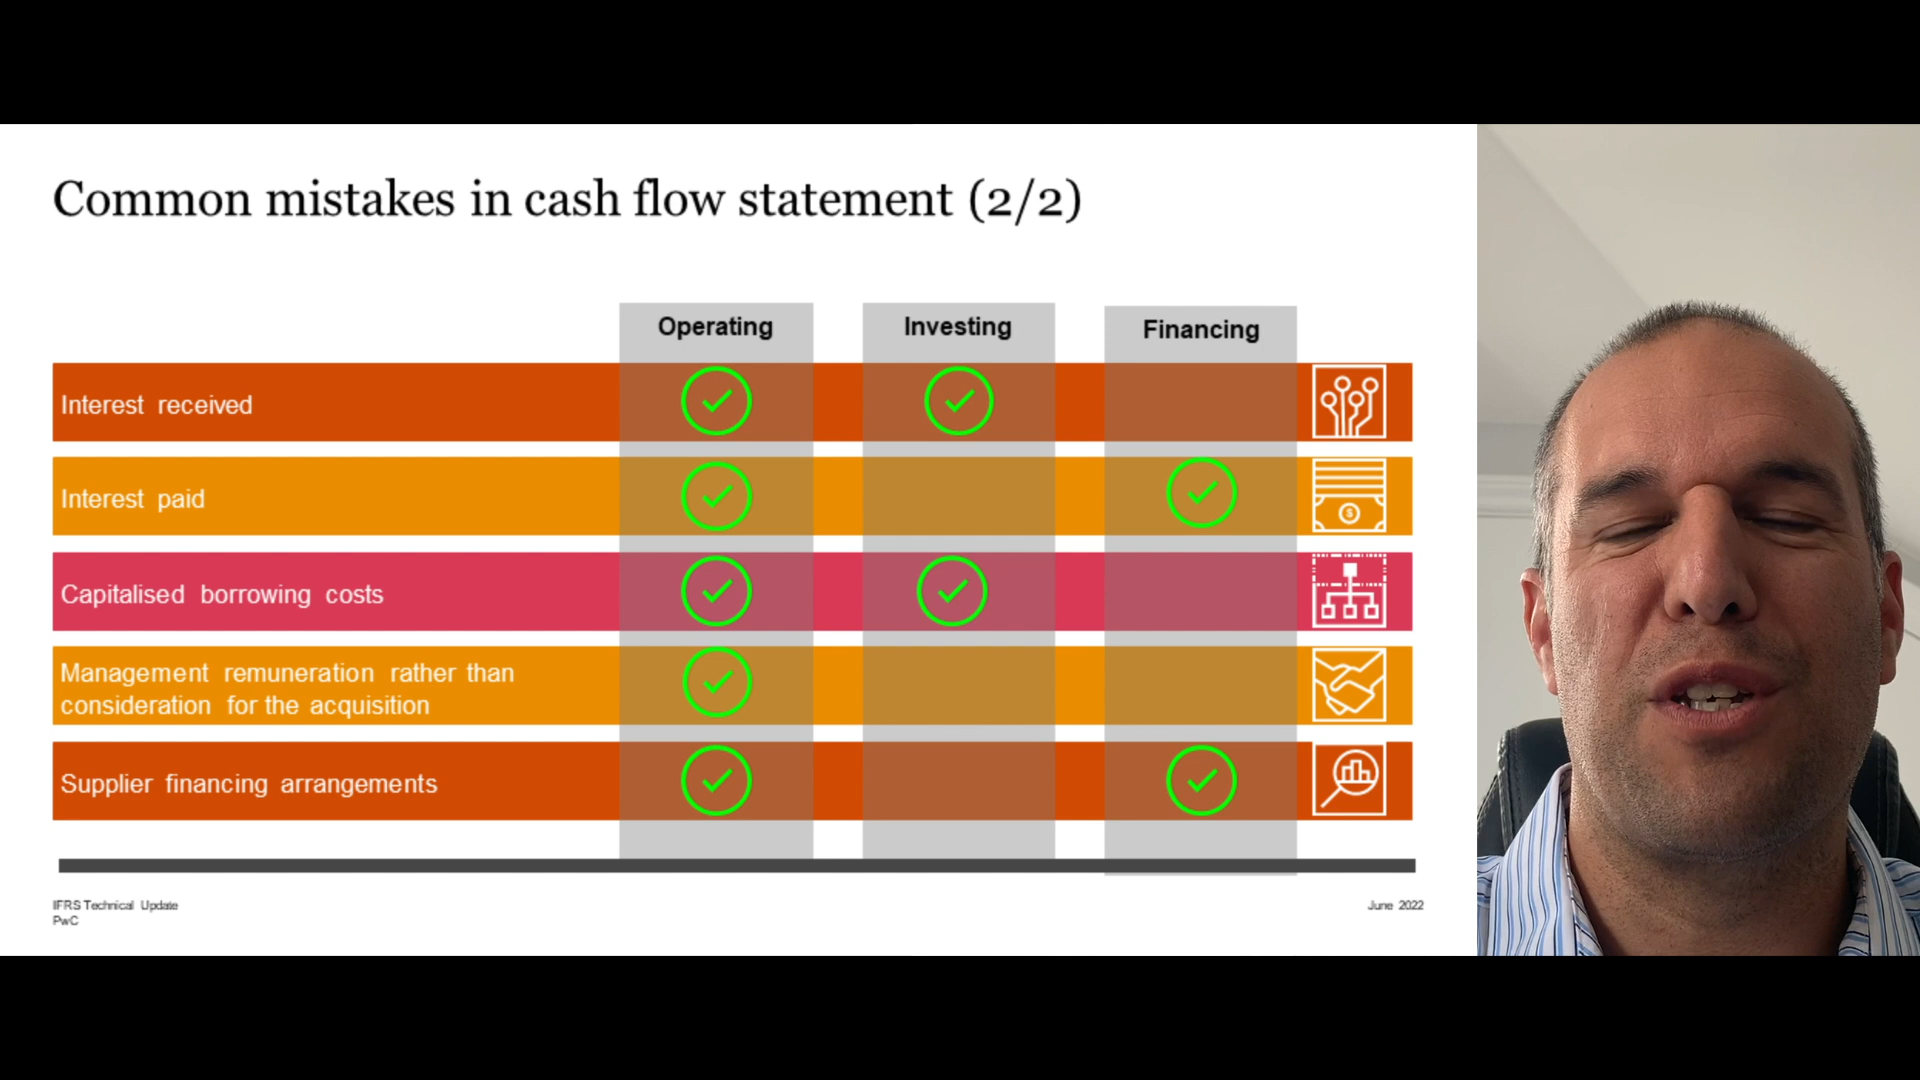 Common mistakes in cash flow statement (2/2)
Operating
Investing
Financing
Interest received
Interest paid
$
Capitalised borrowing costs
Management remuneration rather than
consideration for the acquisition
Supplier financing arrangements
IFRS Technical Update
PwC
June 2022